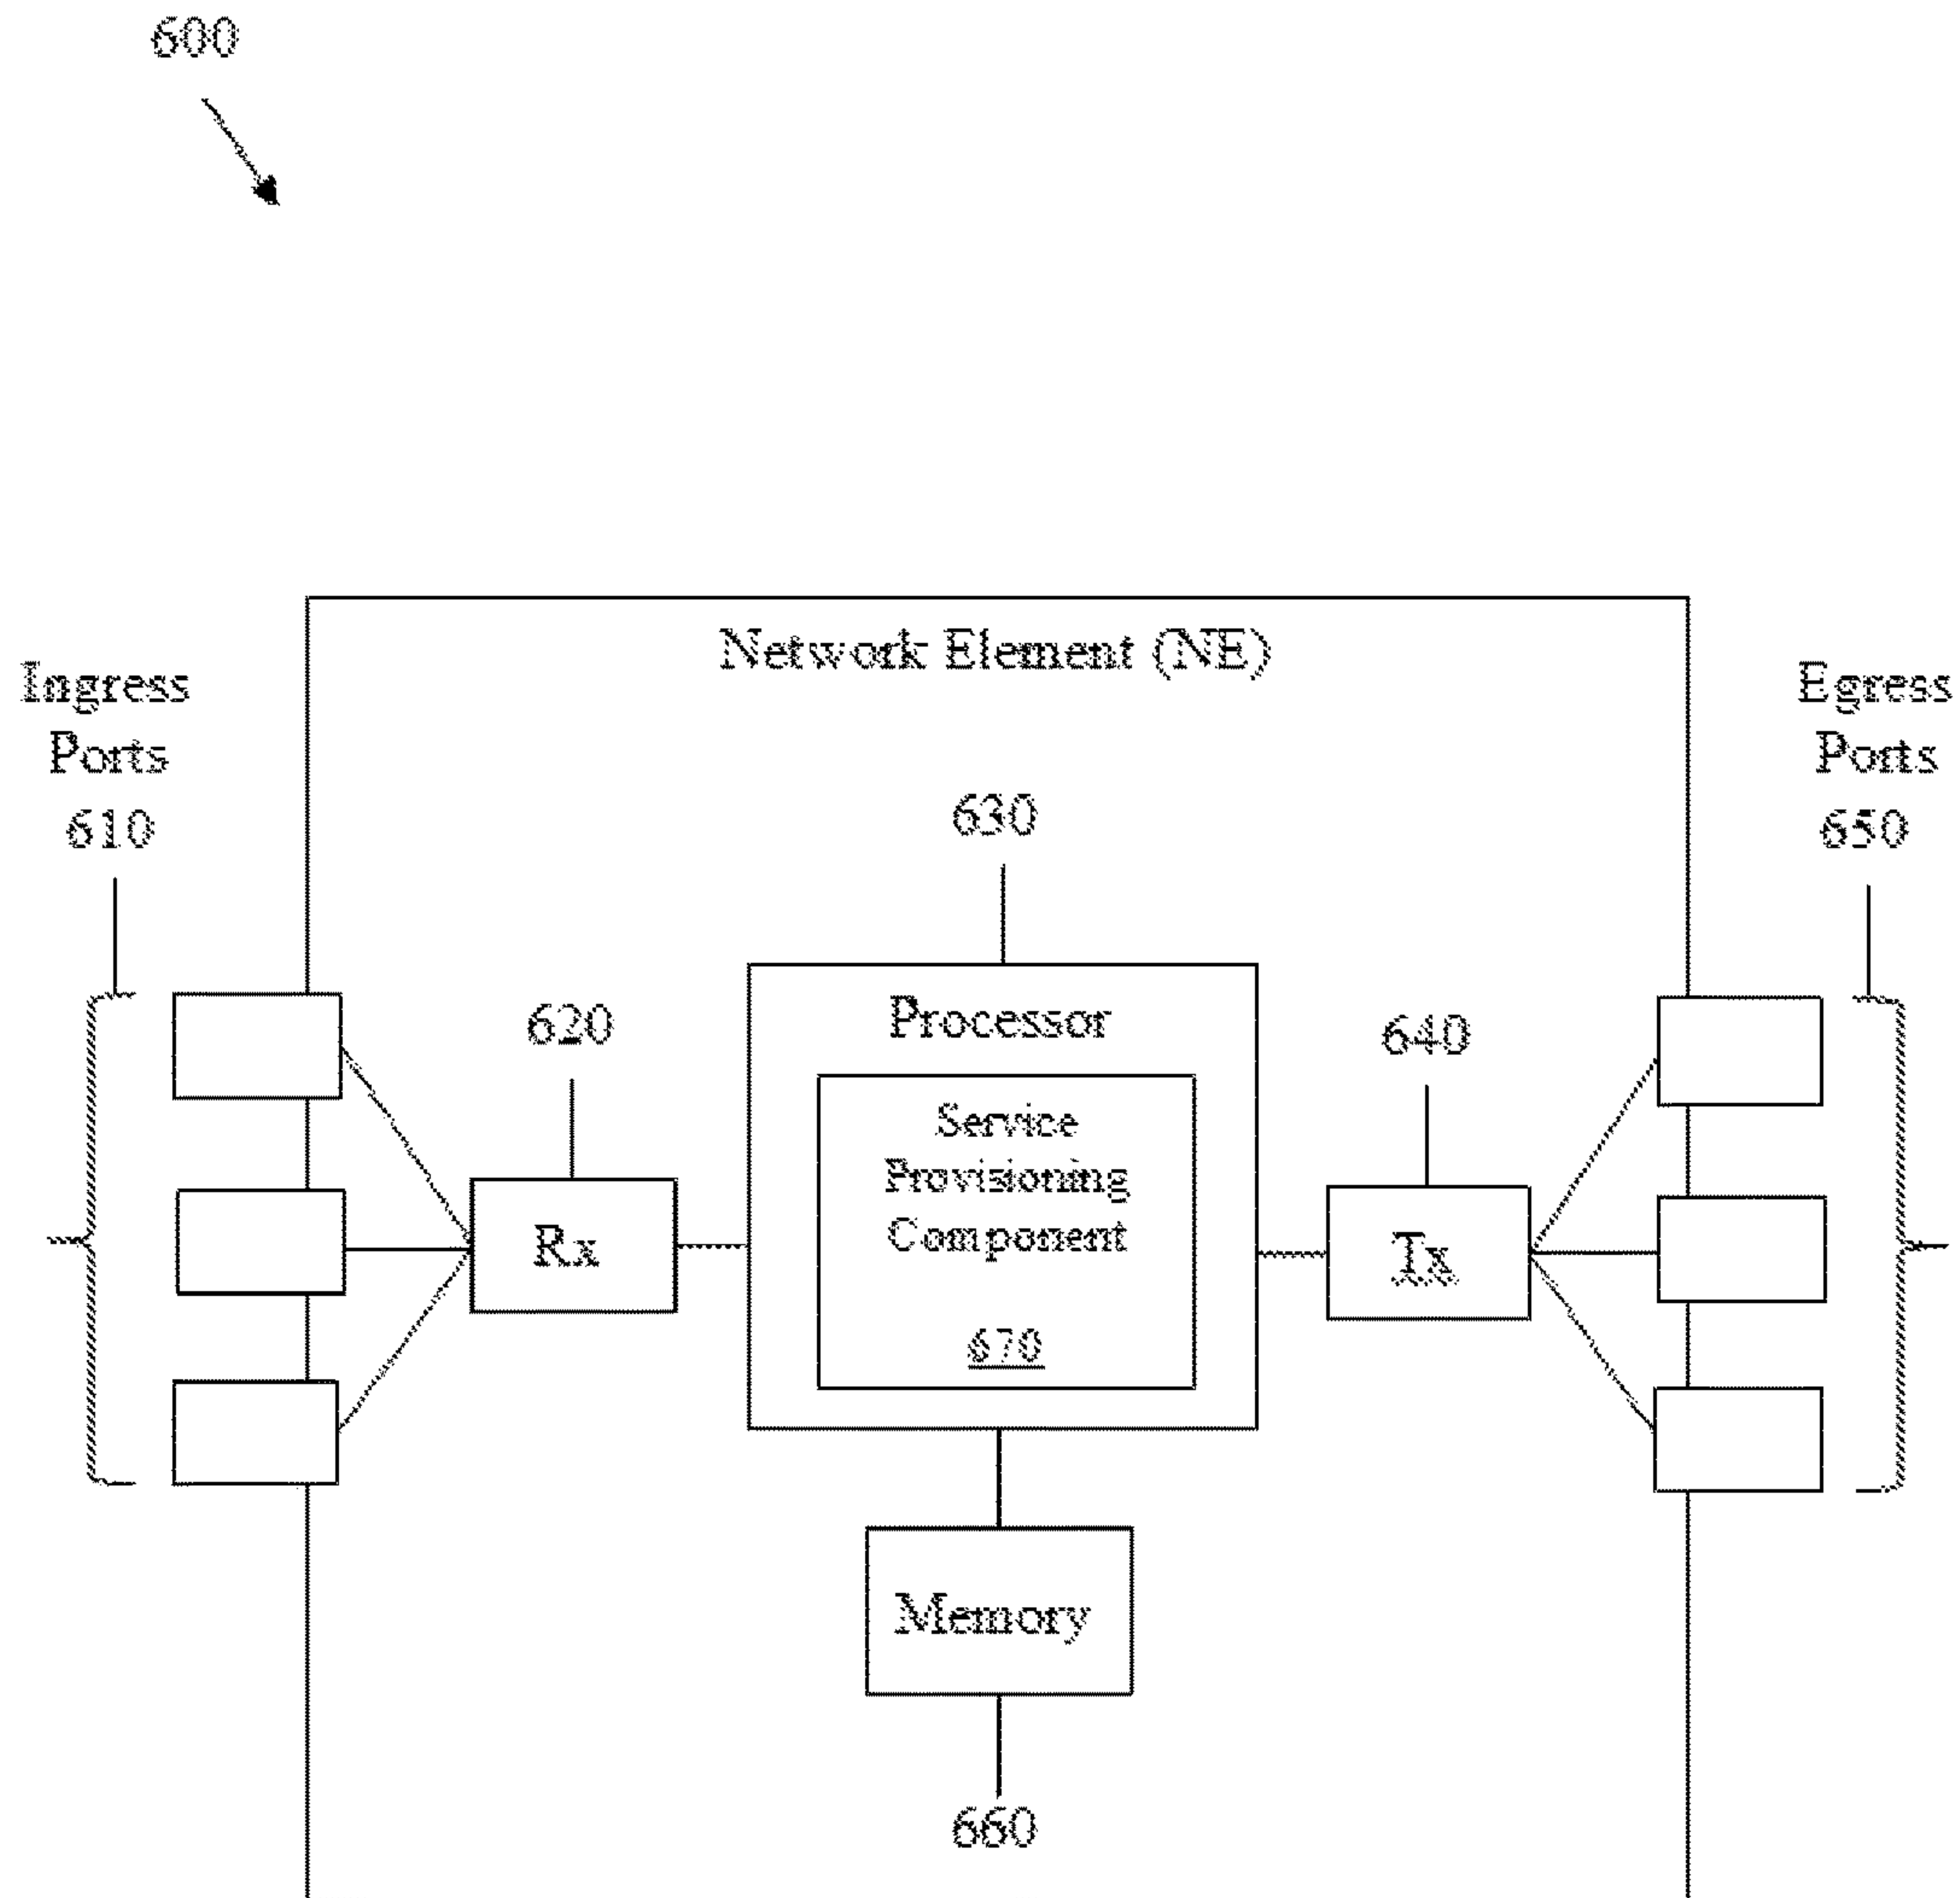 600
Network Element (NE)
Ingress
Ports
610
Egress
Ports
650
630
620
Processor
640
Service
Provisioning
Component
670
Rx
Tx
Memory
660